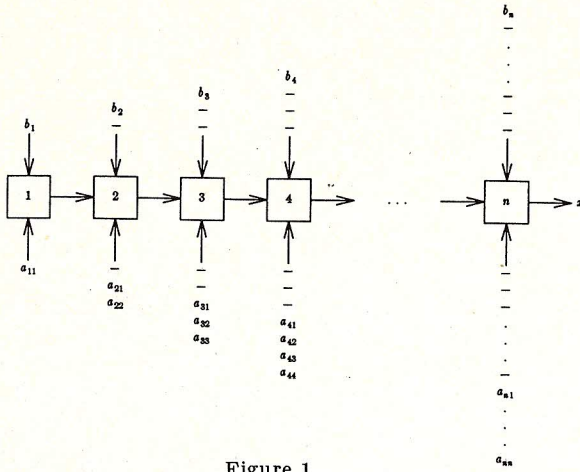 bₙ
b₄
b₃
b₂
b₁
1
2
3
4
...
n
a₁₁
a₂₁
a₂₂
a₃₁
a₃₂
a₃₃
a₄₁
a₄₂
a₄₃
a₄₄
aₙ₁
aₙₙ
Figure 1